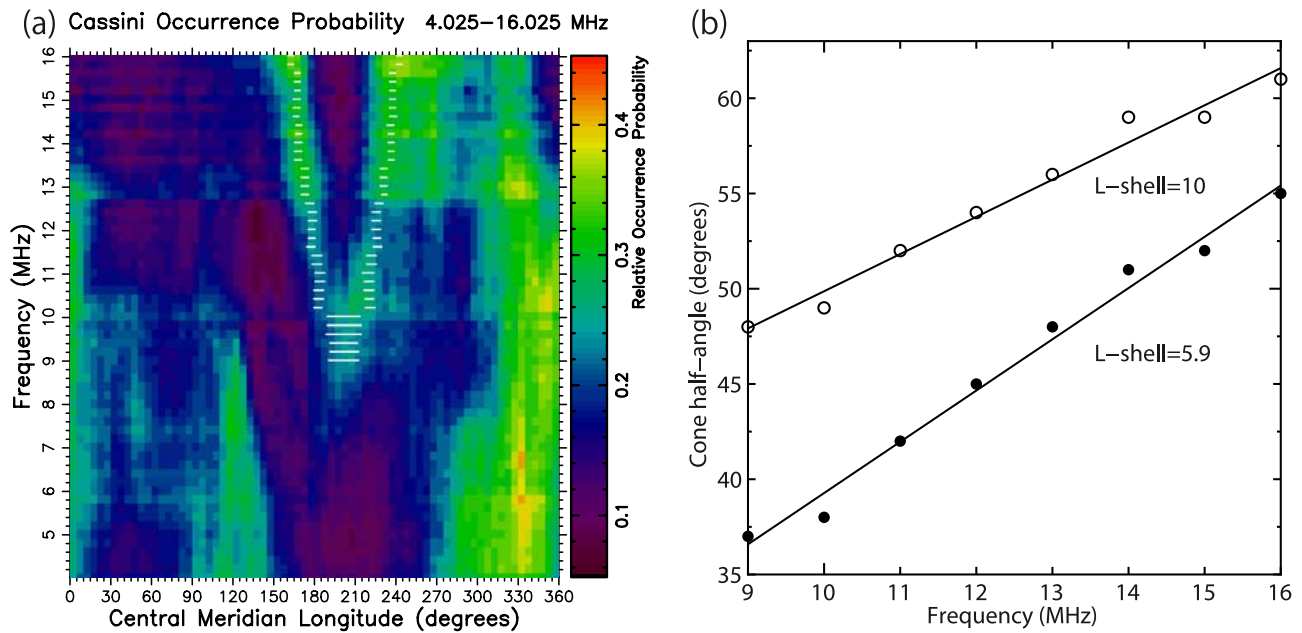 (a) Cassini Occurrence Probability 4.025–16.025 MHz
16
15
14
13
12
11
10
9
8
7
6
5
Frequency (MHz)
0 30 60 90 120 150 180 210 240 270 300 330 360
Central Meridian Longitude (degrees)
0.4
0.3
0.2
0.1
Relative Occurrence Probability
(b)
60
55
50
45
40
35
Cone half–angle (degrees)
L–shell=10
L–shell=5.9
9 10 11 12 13 14 15 16
Frequency (MHz)